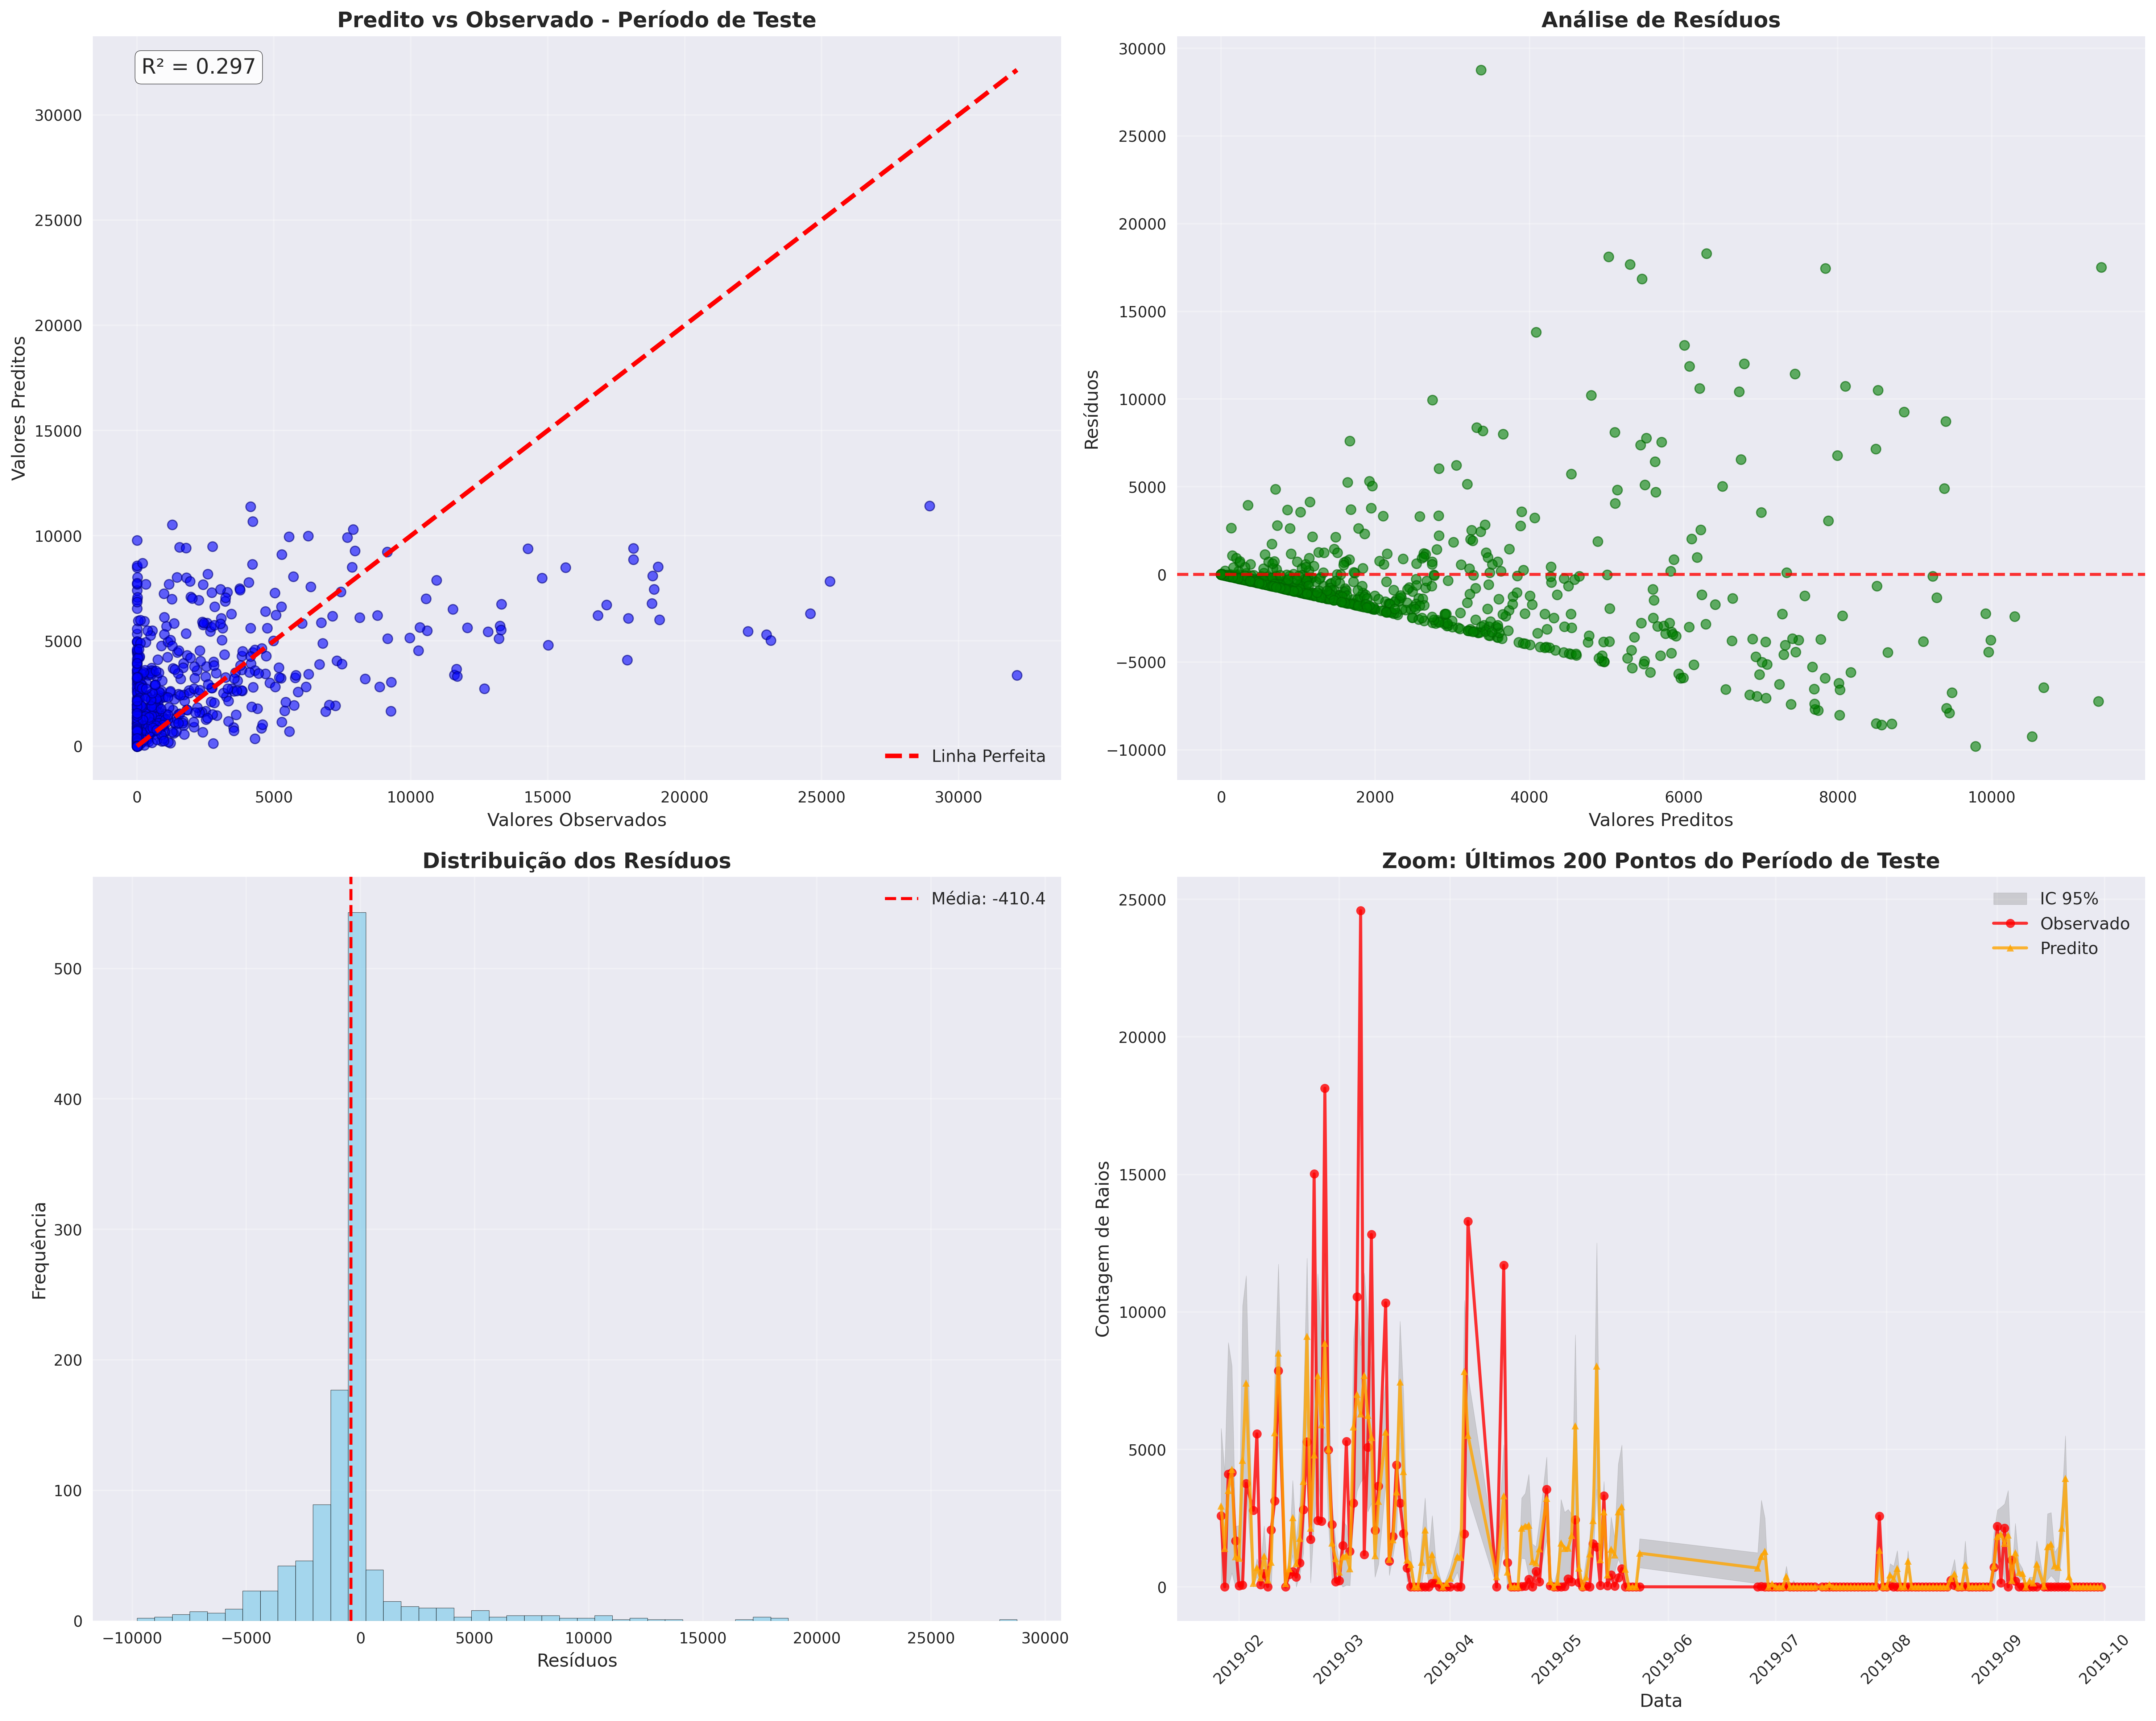 Predito vs Observado - Período de Teste
R² = 0.297
Valores Preditos
30000
25000
20000
15000
10000
5000
0
Linha Perfeita
0 5000 10000 15000 20000 25000 30000
Valores Observados
Análise de Resíduos
Resíduos
30000
25000
20000
15000
10000
5000
0
−5000
−10000
0 2000 4000 6000 8000 10000
Valores Preditos
Distribuição dos Resíduos
Média: -410.4
Frequência
500
400
300
200
100
0
−10000 −5000 0 5000 10000 15000 20000 25000 30000
Resíduos
Zoom: Últimos 200 Pontos do Período de Teste
IC 95%
Observado
Predito
Contagem de Raios
25000
20000
15000
10000
5000
0
2019-02 2019-03 2019-04 2019-05 2019-06 2019-07 2019-08 2019-09 2019-10
Data